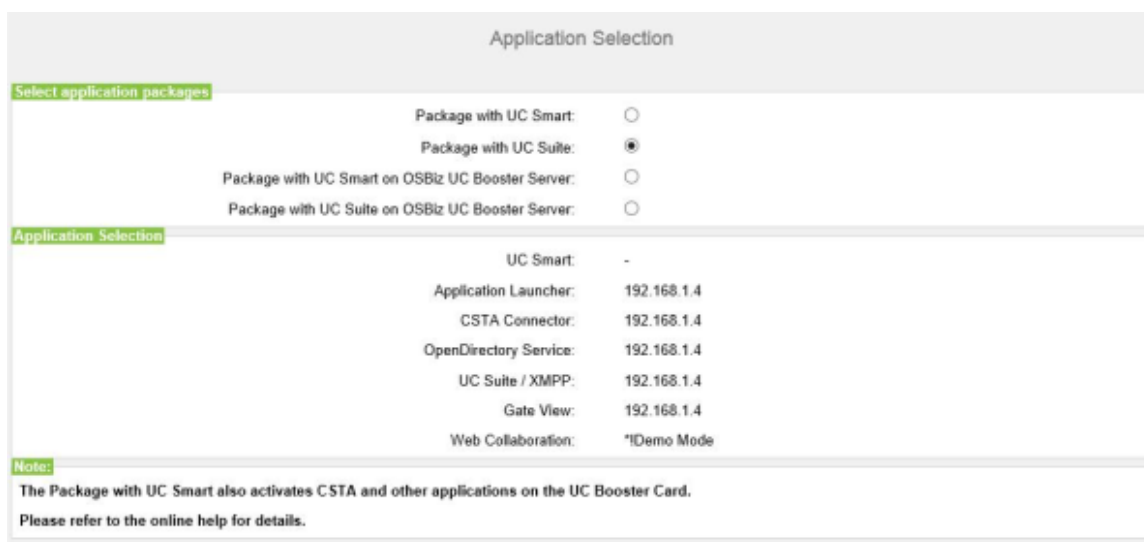 Application Selection
Select application packages
Package with UC Smart:
Package with UC Suite:
Package with UC Smart on OSBiz UC Booster Server:
Package with UC Suite on OSBiz UC Booster Server:
Application Selection
UC Smart: -
Application Launcher: 192.168.1.4
CSTA Connector: 192.168.1.4
OpenDirectory Service: 192.168.1.4
UC Suite / XMPP: 192.168.1.4
Gate View: 192.168.1.4
Web Collaboration: *!Demo Mode
Note:
The Package with UC Smart also activates CSTA and other applications on the UC Booster Card.
Please refer to the online help for details.